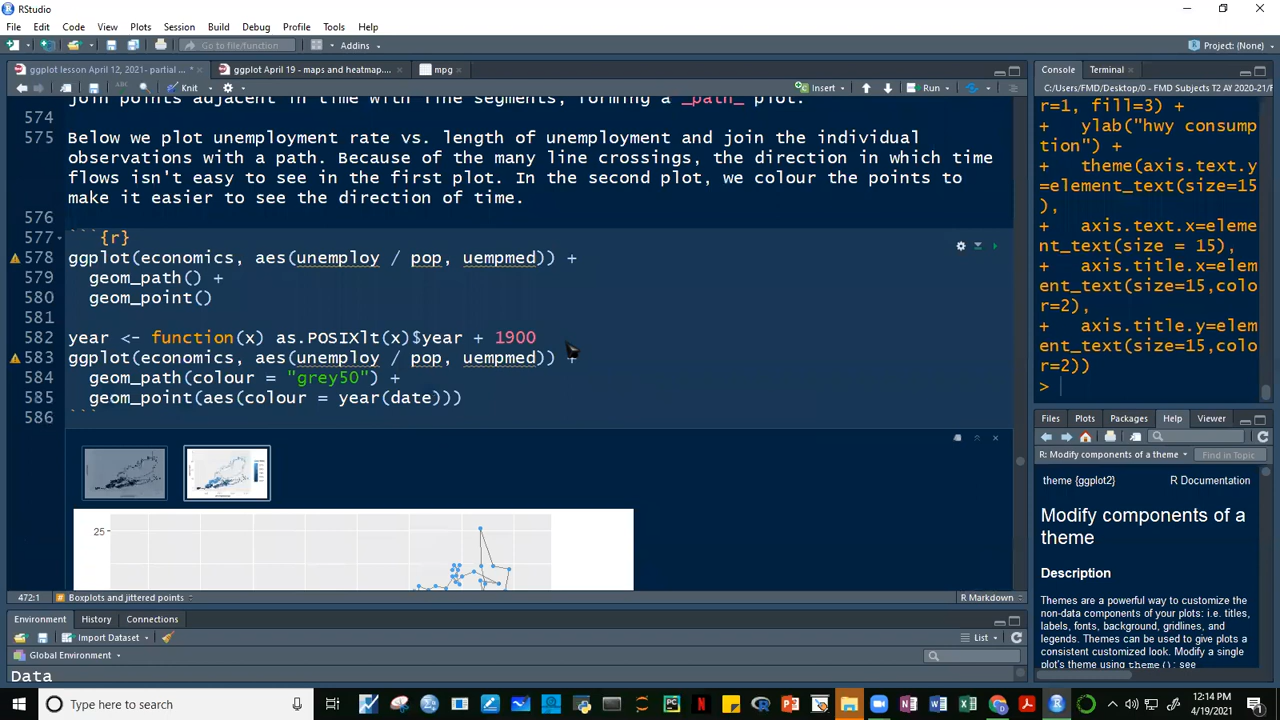 RStudio
File Edit Code View Plots Session Build Debug Profile Tools Help
Go to file/function Addins Project: (None)
ggplot lesson April 12, 2021- partial ... * ggplot April 19 - maps and heatmap.... mpg
Knit Insert Run
join points adjacent in time with line segments, forming a _path_ plot.
574
575 Below we plot unemployment rate vs. length of unemployment and join the individual
observations with a path. Because of the many line crossings, the direction in which time
flows isn't easy to see in the first plot. In the second plot, we colour the points to
make it easier to see the direction of time.
576
577 ```{r}
578 ggplot(economics, aes(unemploy / pop, uempmed)) +
579 geom_path() +
580 geom_point()
581
582 year <- function(x) as.POSIXlt(x)$year + 1900
583 ggplot(economics, aes(unemploy / pop, uempmed)) +
584 geom_path(colour = "grey50") +
585 geom_point(aes(colour = year(date)))
586 ```
25
472:1 Boxplots and jittered points R Markdown
Environment History Connections
Import Dataset List
Global Environment
Data
Console Terminal
C:/Users/FMD/Desktop/0 - FMD Subjects T2 AY 2020-21/F
r=1, fill=3) +
+ ylab("hwy consump
tion") +
+ theme(axis.text.y
=element_text(size=15
),
+ axis.text.x=elem
ent_text(size = 15),
+ axis.title.x=elem
ent_text(size=15,colo
r=2),
+ axis.title.y=elem
ent_text(size=15,colo
r=2))
>
Files Plots Packages Help Viewer
R: Modify components of a theme Find in Topic
theme {ggplot2} R Documentation
Modify components of a
theme
Description
Themes are a powerful way to customize the
non-data components of your plots: i.e. titles,
labels, fonts, background, gridlines, and
legends. Themes can be used to give plots a
consistent customized look. Modify a single
plot's theme using theme(); see
Type here to search
12:14 PM
4/19/2021